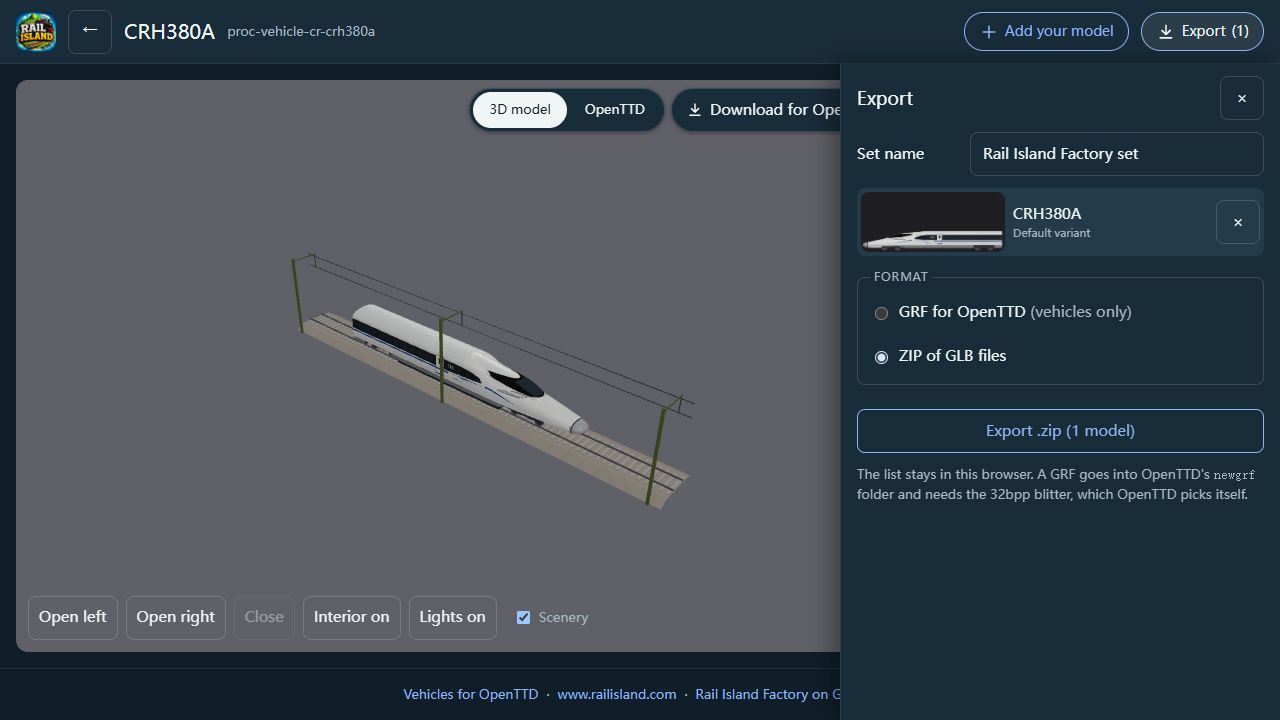 RAIL ISLAND
←
CRH380A
proc-vehicle-cr-crh380a
+ Add your model
Export (1)
3D model
OpenTTD
Download for Ope
Export
×
Set name
Rail Island Factory set
CRH380A
Default variant
×
FORMAT
GRF for OpenTTD (vehicles only)
ZIP of GLB files
Export .zip (1 model)
The list stays in this browser. A GRF goes into OpenTTD's newgrf
folder and needs the 32bpp blitter, which OpenTTD picks itself.
Open left
Open right
Close
Interior on
Lights on
Scenery
Vehicles for OpenTTD · www.railisland.com · Rail Island Factory on G